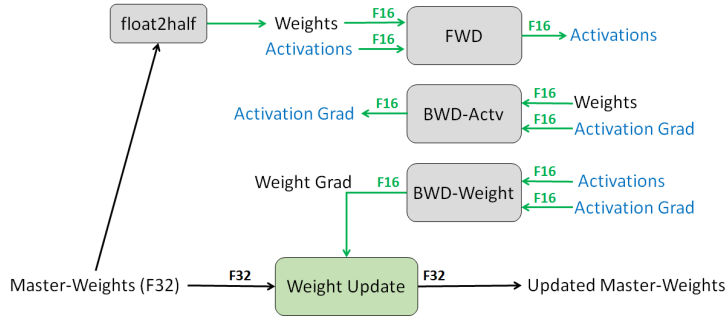 float2half
Weights
F16
Activations
F16
FWD
F16
Activations
Activation Grad
F16
BWD-Actv
F16
Weights
F16
Activation Grad
Weight Grad
F16
BWD-Weight
F16
Activations
F16
Activation Grad
Master-Weights (F32)
F32
Weight Update
F32
Updated Master-Weights